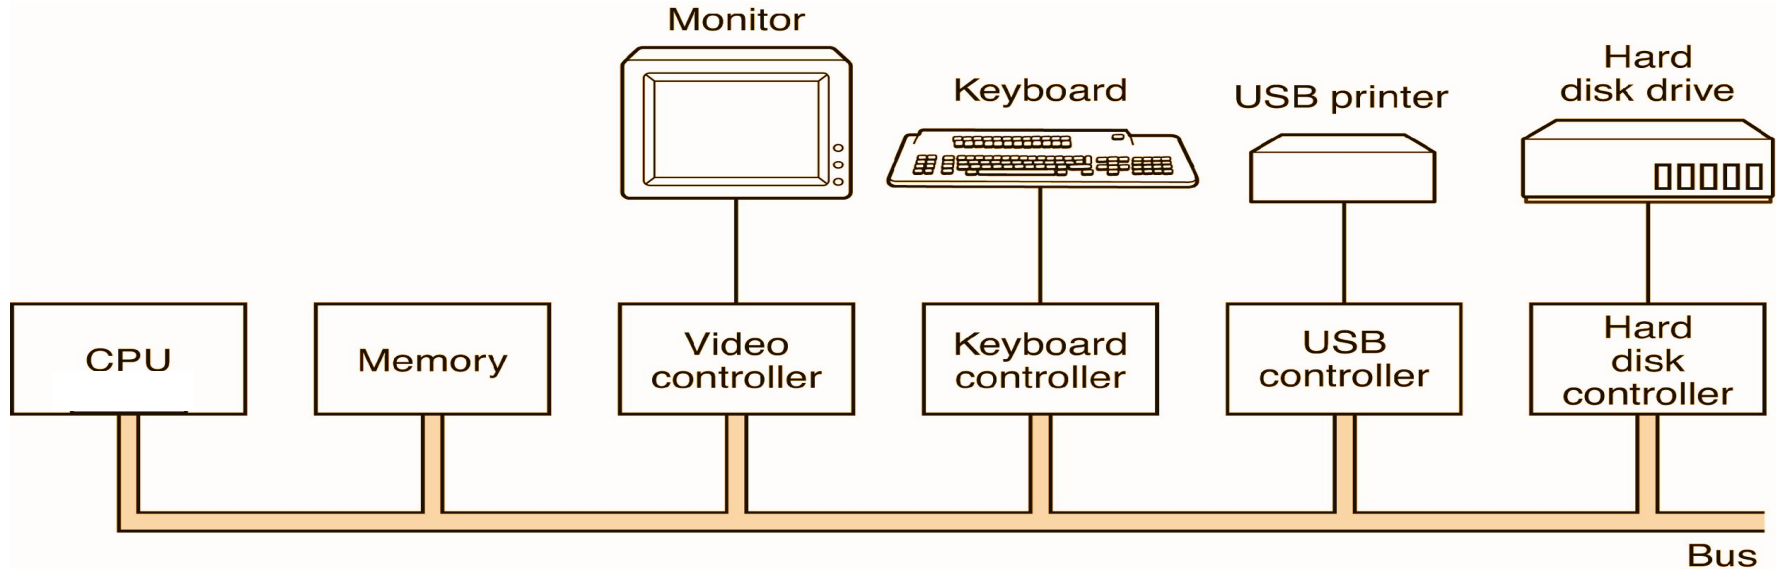 Monitor
Keyboard
USB printer
Hard
disk drive
CPU
Memory
Video
controller
Keyboard
controller
USB
controller
Hard
disk
controller
Bus